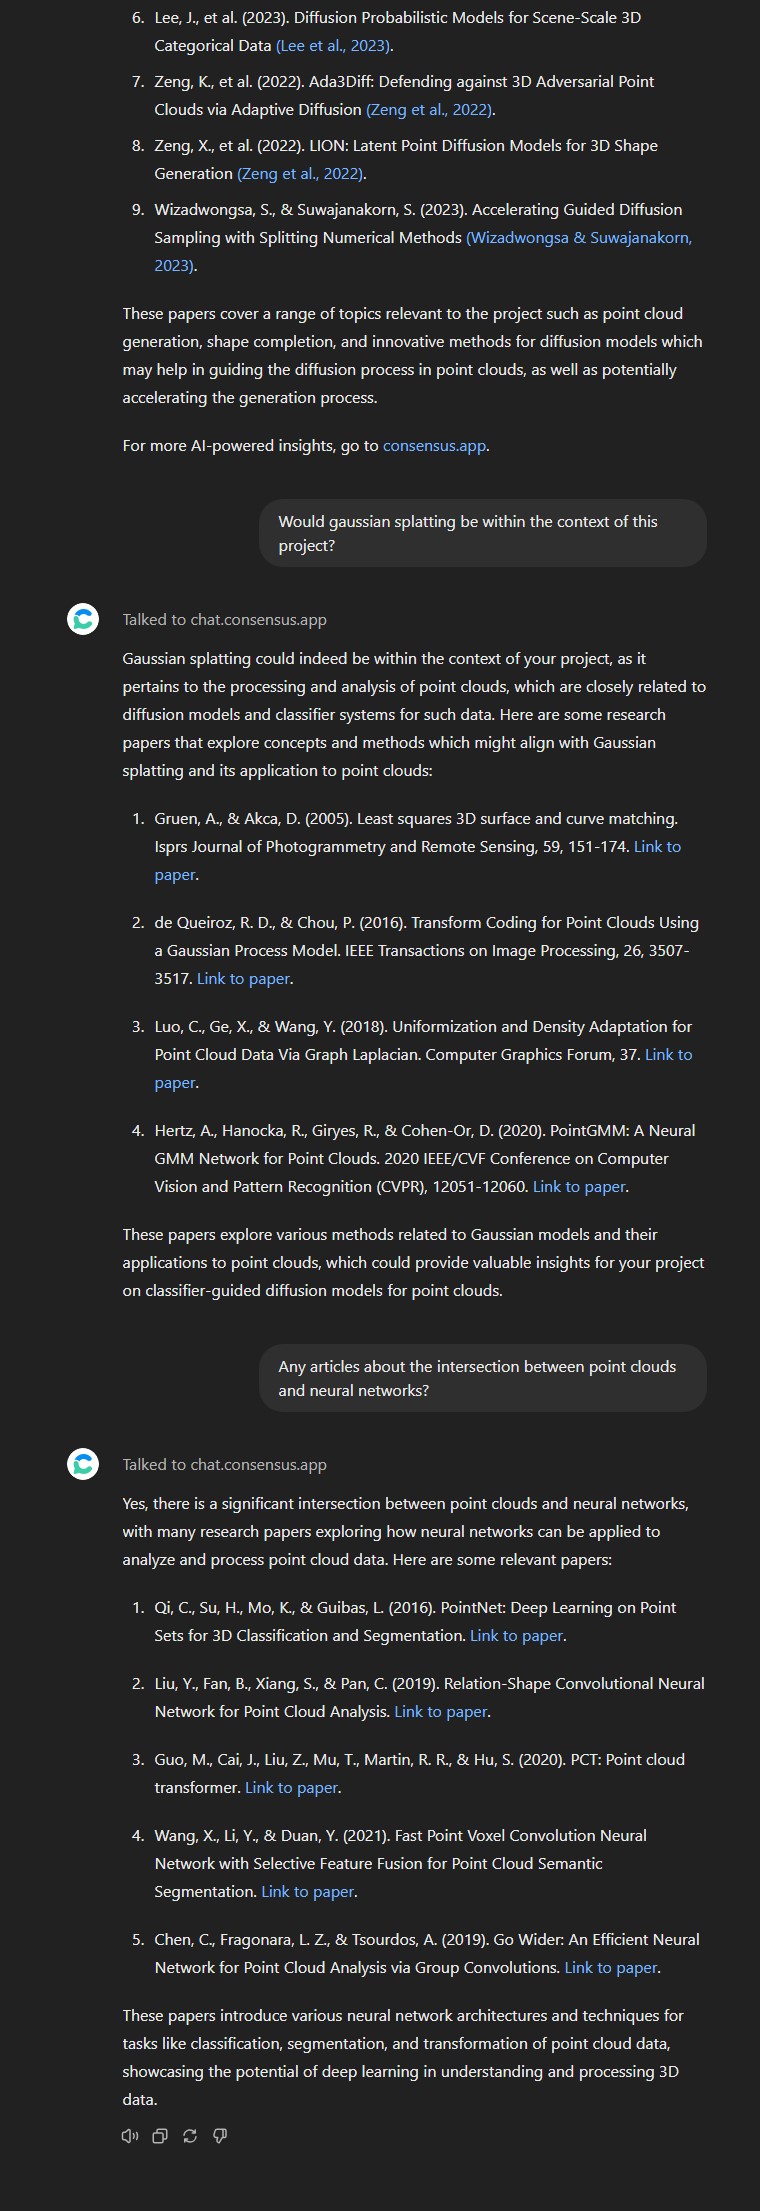 6. Lee, J., et al. (2023). Diffusion Probabilistic Models for Scene-Scale 3D
Categorical Data (Lee et al., 2023).
7. Zeng, K., et al. (2022). Ada3Diff: Defending against 3D Adversarial Point
Clouds via Adaptive Diffusion (Zeng et al., 2022).
8. Zeng, X., et al. (2022). LION: Latent Point Diffusion Models for 3D Shape
Generation (Zeng et al., 2022).
9. Wizadwongsa, S., & Suwajanakorn, S. (2023). Accelerating Guided Diffusion
Sampling with Splitting Numerical Methods (Wizadwongsa & Suwajanakorn,
2023).
These papers cover a range of topics relevant to the project such as point cloud
generation, shape completion, and innovative methods for diffusion models which
may help in guiding the diffusion process in point clouds, as well as potentially
accelerating the generation process.
For more AI-powered insights, go to consensus.app.
Would gaussian splatting be within the context of this
project?
Talked to chat.consensus.app
Gaussian splatting could indeed be within the context of your project, as it
pertains to the processing and analysis of point clouds, which are closely related to
diffusion models and classifier systems for such data. Here are some research
papers that explore concepts and methods which might align with Gaussian
splatting and its application to point clouds:
1. Gruen, A., & Akca, D. (2005). Least squares 3D surface and curve matching.
Isprs Journal of Photogrammetry and Remote Sensing, 59, 151-174. Link to
paper.
2. de Queiroz, R. D., & Chou, P. (2016). Transform Coding for Point Clouds Using
a Gaussian Process Model. IEEE Transactions on Image Processing, 26, 3507-
3517. Link to paper.
3. Luo, C., Ge, X., & Wang, Y. (2018). Uniformization and Density Adaptation for
Point Cloud Data Via Graph Laplacian. Computer Graphics Forum, 37. Link to
paper.
4. Hertz, A., Hanocka, R., Giryes, R., & Cohen-Or, D. (2020). PointGMM: A Neural
GMM Network for Point Clouds. 2020 IEEE/CVF Conference on Computer
Vision and Pattern Recognition (CVPR), 12051-12060. Link to paper.
These papers explore various methods related to Gaussian models and their
applications to point clouds, which could provide valuable insights for your project
on classifier-guided diffusion models for point clouds.
Any articles about the intersection between point clouds
and neural networks?
Talked to chat.consensus.app
Yes, there is a significant intersection between point clouds and neural networks,
with many research papers exploring how neural networks can be applied to
analyze and process point cloud data. Here are some relevant papers:
1. Qi, C., Su, H., Mo, K., & Guibas, L. (2016). PointNet: Deep Learning on Point
Sets for 3D Classification and Segmentation. Link to paper.
2. Liu, Y., Fan, B., Xiang, S., & Pan, C. (2019). Relation-Shape Convolutional Neural
Network for Point Cloud Analysis. Link to paper.
3. Guo, M., Cai, J., Liu, Z., Mu, T., Martin, R. R., & Hu, S. (2020). PCT: Point cloud
transformer. Link to paper.
4. Wang, X., Li, Y., & Duan, Y. (2021). Fast Point Voxel Convolution Neural
Network with Selective Feature Fusion for Point Cloud Semantic
Segmentation. Link to paper.
5. Chen, C., Fragonara, L. Z., & Tsourdos, A. (2019). Go Wider: An Efficient Neural
Network for Point Cloud Analysis via Group Convolutions. Link to paper.
These papers introduce various neural network architectures and techniques for
tasks like classification, segmentation, and transformation of point cloud data,
showcasing the potential of deep learning in understanding and processing 3D
data.